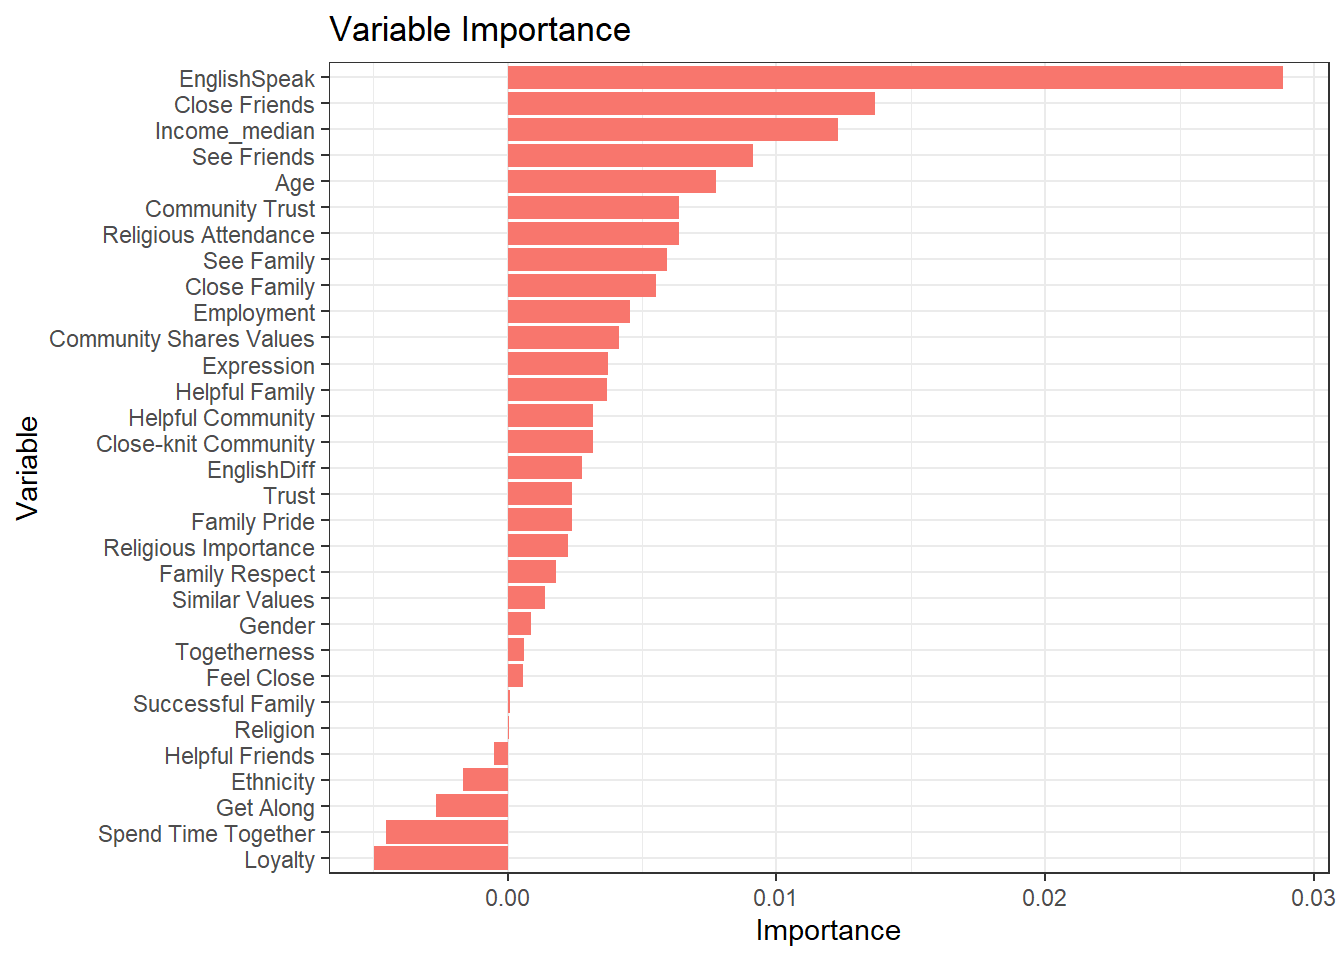 Variable Importance
EnglishSpeak
Close Friends
Income_median
See Friends
Age
Community Trust
Religious Attendance
See Family
Close Family
Employment
Community Shares Values
Expression
Helpful Family
Helpful Community
Close-knit Community
EnglishDiff
Trust
Family Pride
Religious Importance
Family Respect
Similar Values
Gender
Togetherness
Feel Close
Successful Family
Religion
Helpful Friends
Ethnicity
Get Along
Spend Time Together
Loyalty
Variable
0.00 0.01 0.02 0.03
Importance